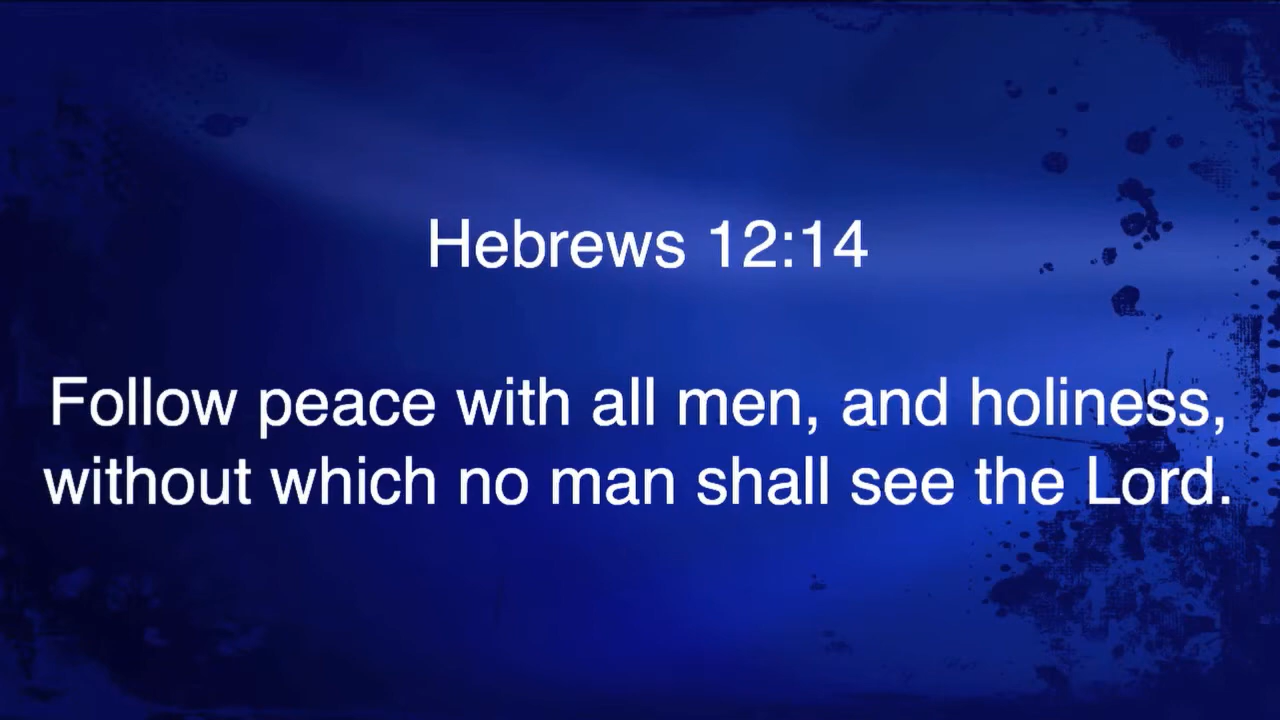 Hebrews 12:14
Follow peace with all men, and holiness,
without which no man shall see the Lord.